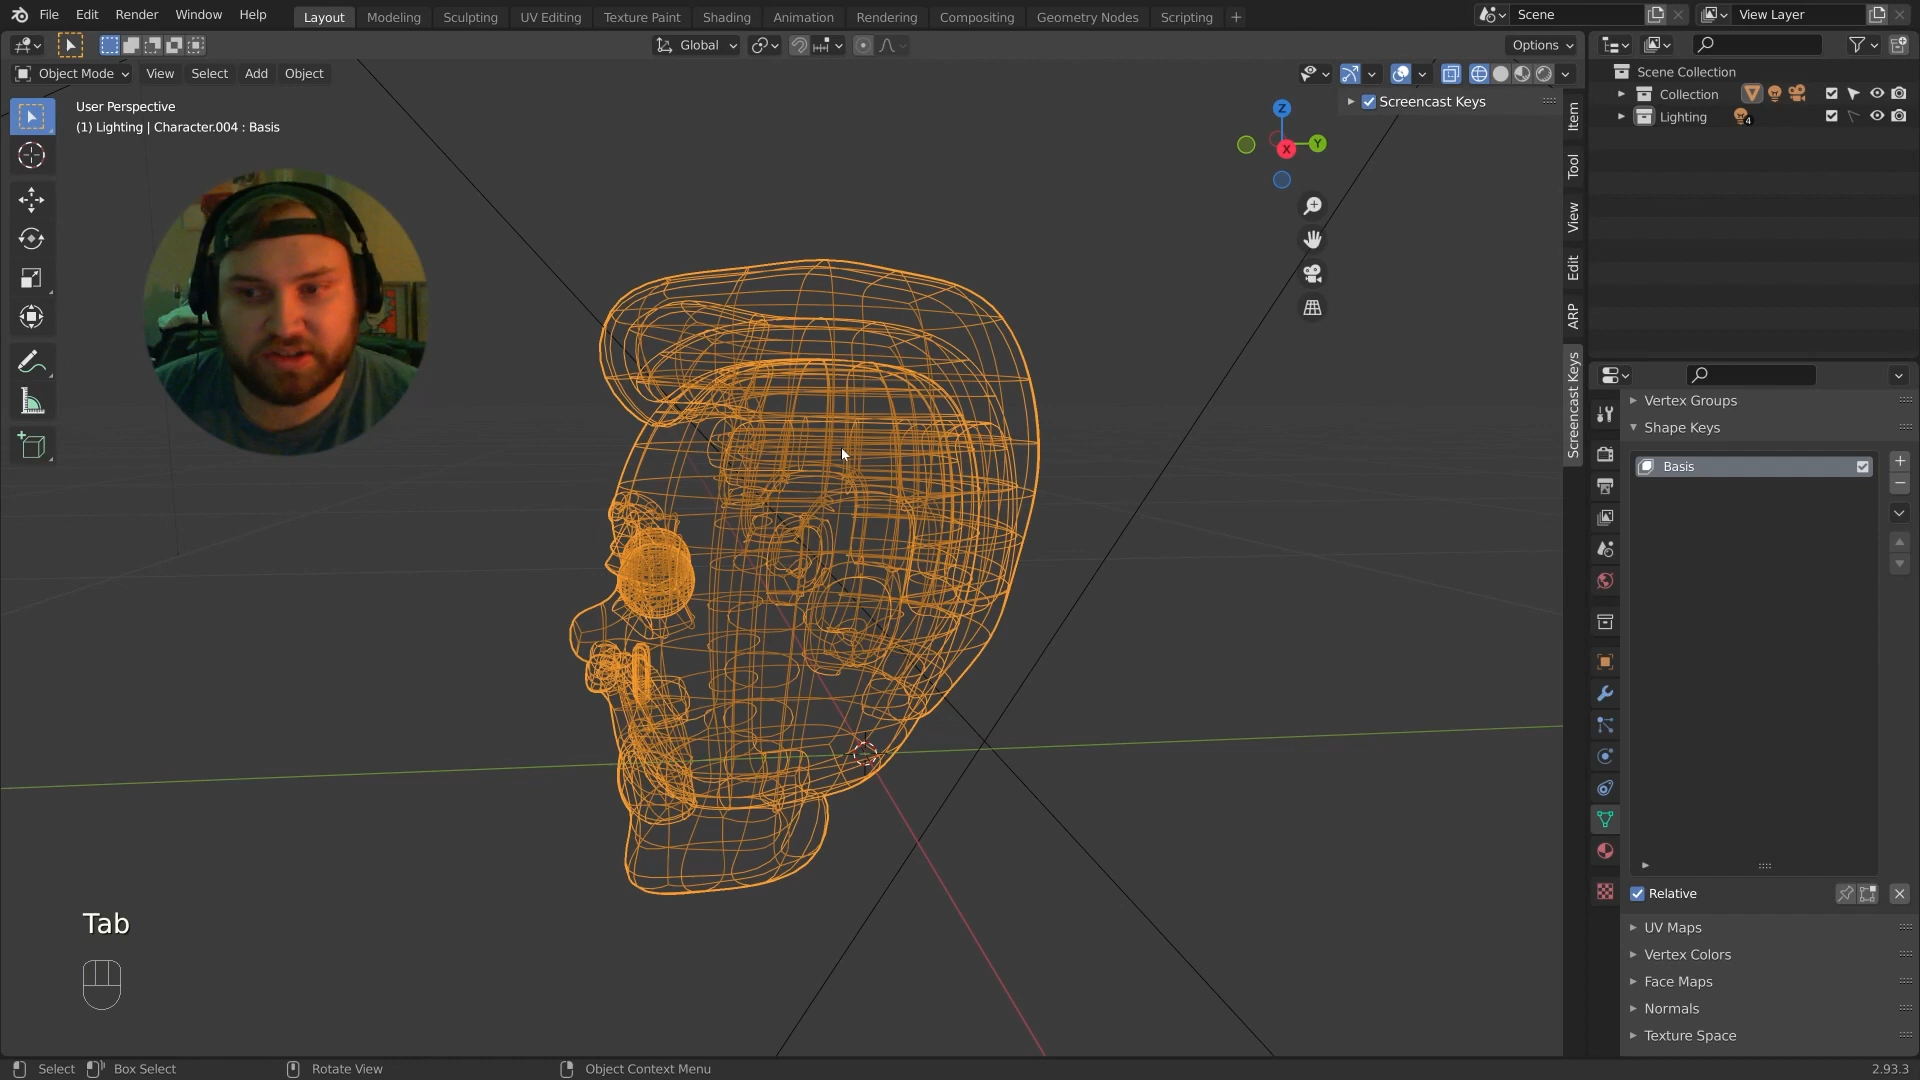 File Edit Render Window Help
Layout Modeling Sculpting UV Editing Texture Paint Shading Animation Rendering Compositing Geometry Nodes Scripting +
Scene
View Layer
Global
Options
Object Mode View Select Add Object
User Perspective
(1) Lighting | Character.004 : Basis
Screencast Keys
Z
Y
X
Item
Tool
View
Edit
ARP
Screencast Keys
Scene Collection
Collection
Lighting
4
Vertex Groups
Shape Keys
Basis
Relative
UV Maps
Vertex Colors
Face Maps
Normals
Texture Space
Tab
Select Box Select Rotate View Object Context Menu 2.93.3